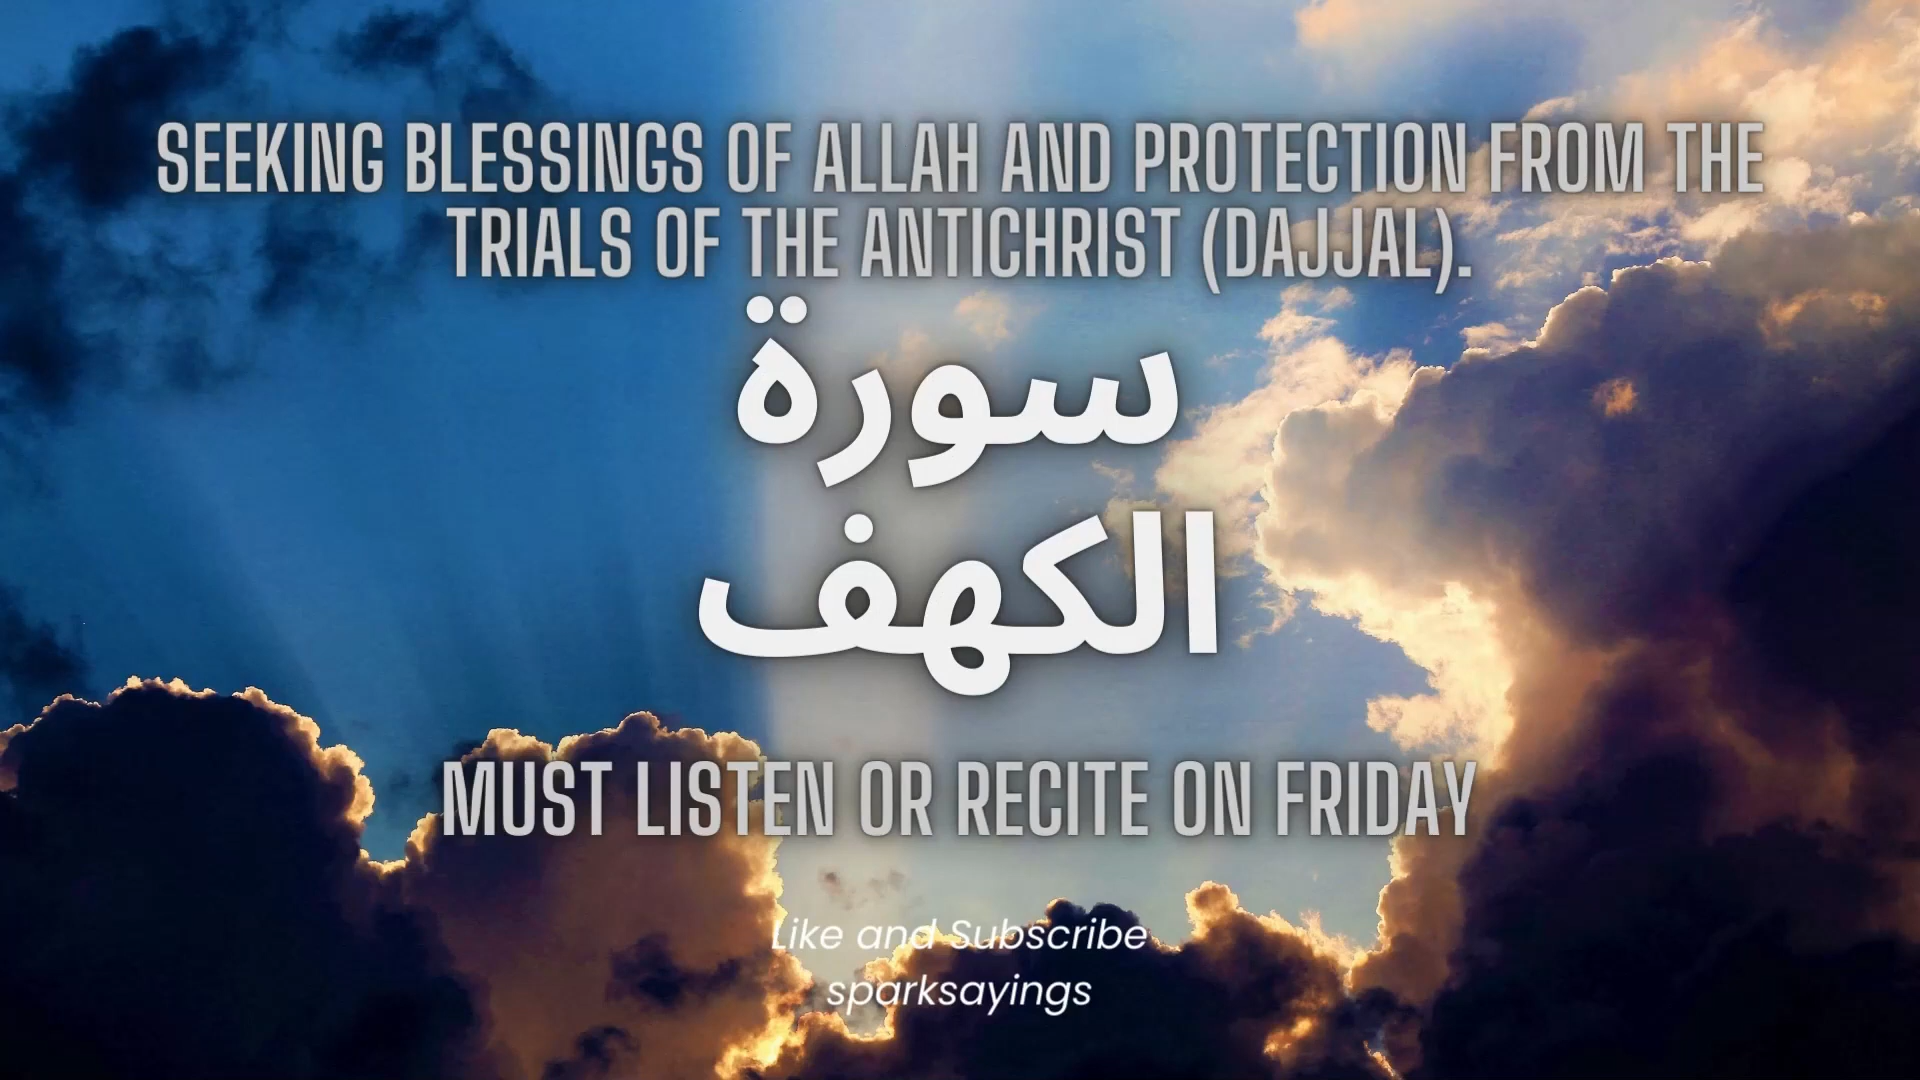 SEEKING BLESSINGS OF ALLAH AND PROTECTION FROM THE
TRIALS OF THE ANTICHRIST (DAJJAL).
سورة
الكهف
MUST LISTEN OR RECITE ON FRIDAY
Like and Subscribe
sparksayings